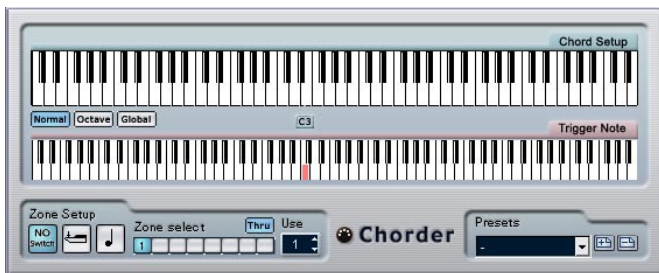 Chord Setup
Normal Octave Global
C3
Trigger Note
Zone Setup
NO Switch
Zone select Thru Use
1 1
Chorder
Presets
-